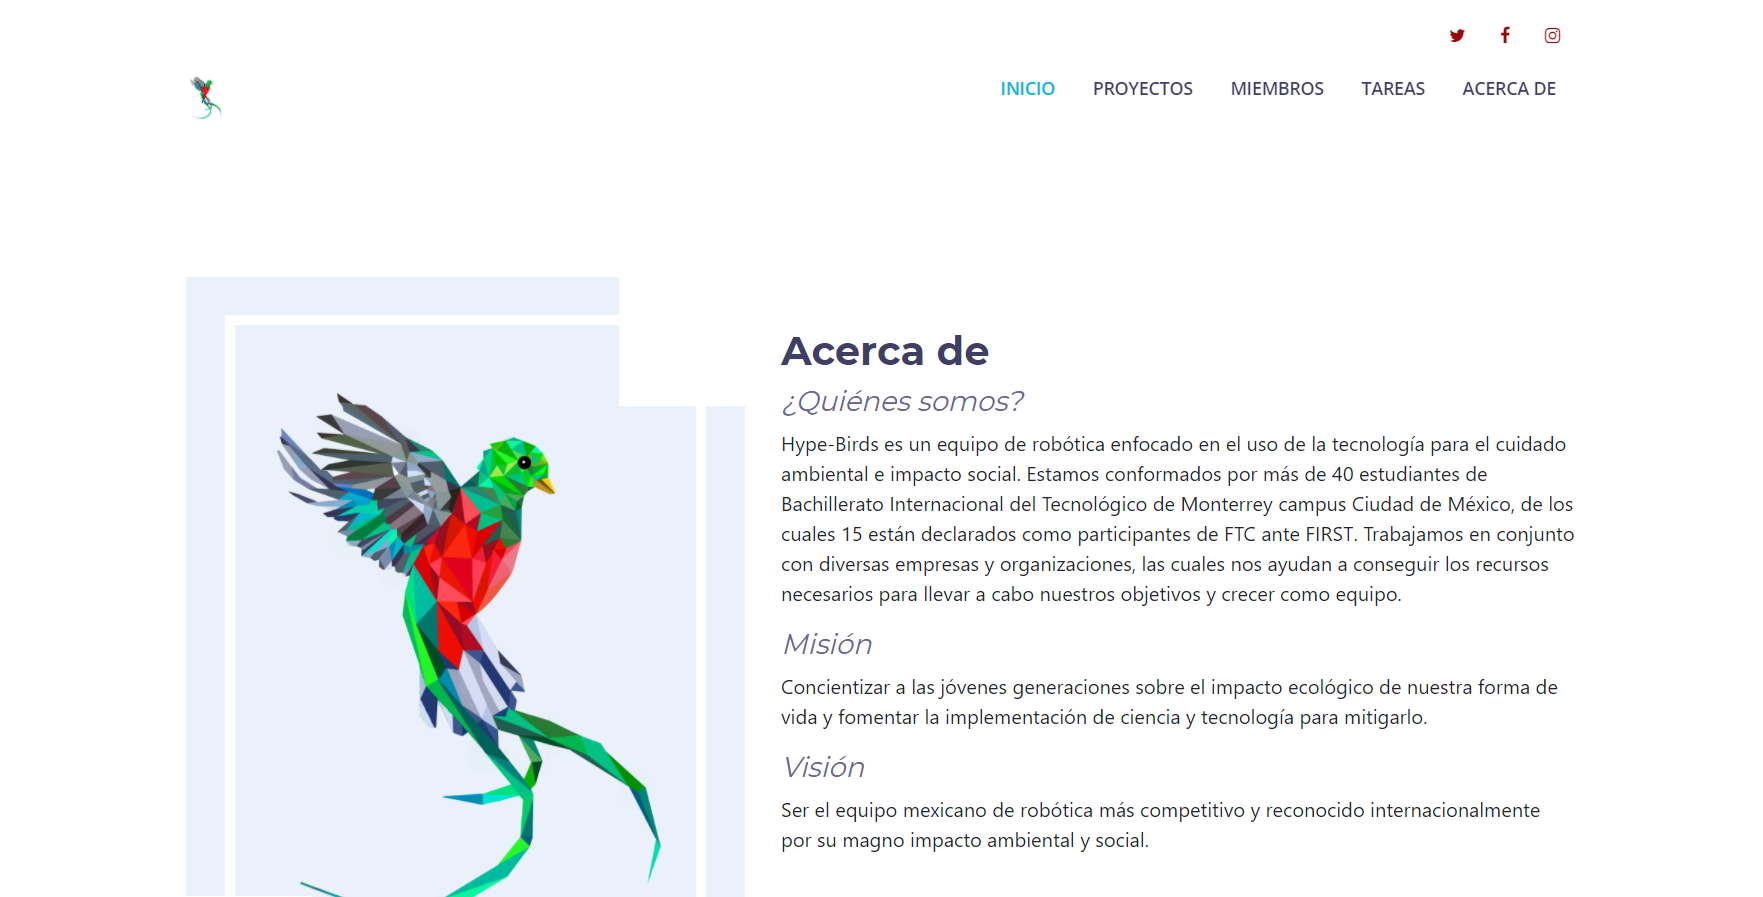 INICIO PROYECTOS MIEMBROS TAREAS ACERCA DE
Acerca de
¿Quiénes somos?
Hype-Birds es un equipo de robótica enfocado en el uso de la tecnología para el cuidado
ambiental e impacto social. Estamos conformados por más de 40 estudiantes de
Bachillerato Internacional del Tecnológico de Monterrey campus Ciudad de México, de los
cuales 15 están declarados como participantes de FTC ante FIRST. Trabajamos en conjunto
con diversas empresas y organizaciones, las cuales nos ayudan a conseguir los recursos
necesarios para llevar a cabo nuestros objetivos y crecer como equipo.
Misión
Concientizar a las jóvenes generaciones sobre el impacto ecológico de nuestra forma de
vida y fomentar la implementación de ciencia y tecnología para mitigarlo.
Visión
Ser el equipo mexicano de robótica más competitivo y reconocido internacionalmente
por su magno impacto ambiental y social.